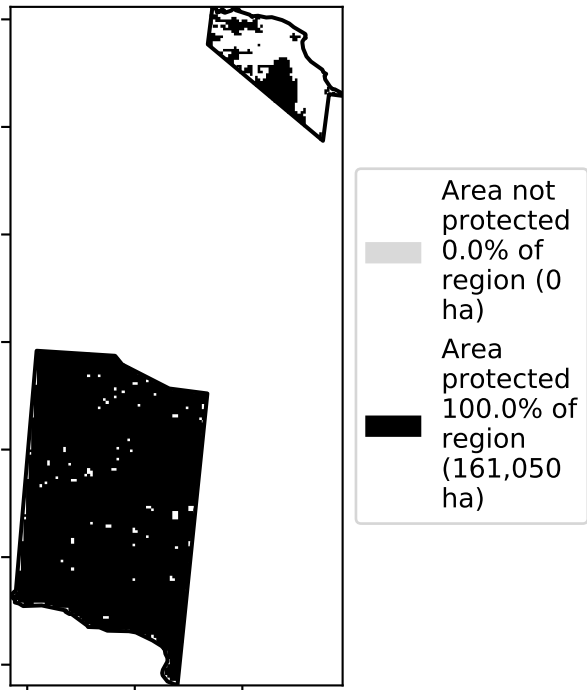 Area not
protected
0.0% of
region (0
ha)
Area
protected
100.0% of
region
(161,050
ha)